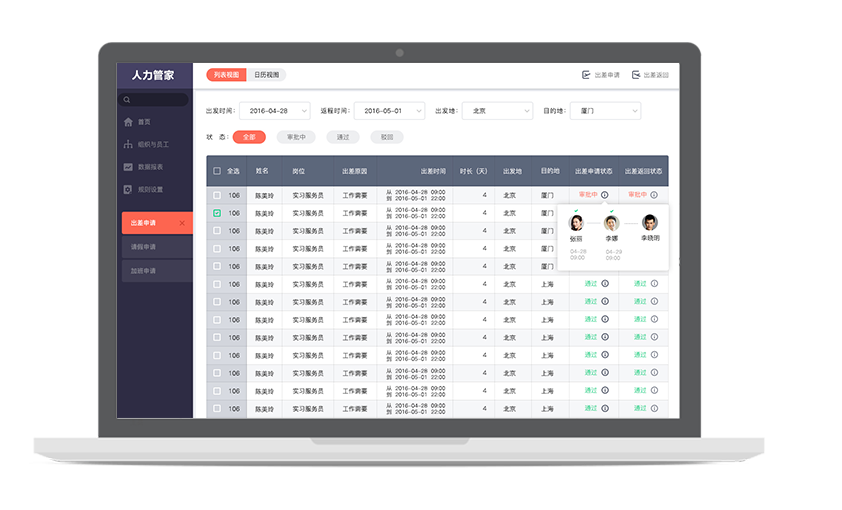 人力管家
列表视图 日历视图 出差申请 出差返回
首页
组织与员工
数据报表
规则设置
出差申请
请假申请
加班申请
出发时间： 2016-04-28 返程时间： 2016-05-01 出发地： 北京 目的地： 厦门
状 态： 全部 审批中 通过 驳回
全选 姓名 岗位 出差原因 出差时间 时长（天） 出发地 目的地 出差申请状态 出差返回状态
106 陈美玲 实习服务员 工作需要 从 2016-04-28 09:00 到 2016-05-01 22:00 4 北京 厦门 审批中 审批中
106 陈美玲 实习服务员 工作需要 从 2016-04-28 09:00 到 2016-05-01 22:00 4 北京 厦门
106 陈美玲 实习服务员 工作需要 从 2016-04-28 09:00 到 2016-05-01 22:00 4 北京 厦门
106 陈美玲 实习服务员 工作需要 从 2016-04-28 09:00 到 2016-05-01 22:00 4 北京 厦门
106 陈美玲 实习服务员 工作需要 从 2016-04-28 09:00 到 2016-05-01 22:00 4 北京 厦门
张丽 李娜 李晓明
04-28 04-28
09:00 09:00
106 陈美玲 实习服务员 工作需要 从 2016-04-28 09:00 到 2016-05-01 22:00 4 北京 上海 通过 通过
106 陈美玲 实习服务员 工作需要 从 2016-04-28 09:00 到 2016-05-01 22:00 4 北京 上海 通过 通过
106 陈美玲 实习服务员 工作需要 从 2016-04-28 09:00 到 2016-05-01 22:00 4 北京 上海 通过 通过
106 陈美玲 实习服务员 工作需要 从 2016-04-28 09:00 到 2016-05-01 22:00 4 北京 上海 通过 通过
106 陈美玲 实习服务员 工作需要 从 2016-04-28 09:00 到 2016-05-01 22:00 4 北京 上海 通过 通过
106 陈美玲 实习服务员 工作需要 从 2016-04-28 09:00 到 2016-05-01 22:00 4 北京 上海 通过 通过
106 陈美玲 实习服务员 工作需要 从 2016-04-28 09:00 到 2016-05-01 22:00 4 北京 上海 通过 通过
106 陈美玲 实习服务员 工作需要 从 2016-04-28 09:00 到 2016-05-01 22:00 4 北京 上海 通过 通过